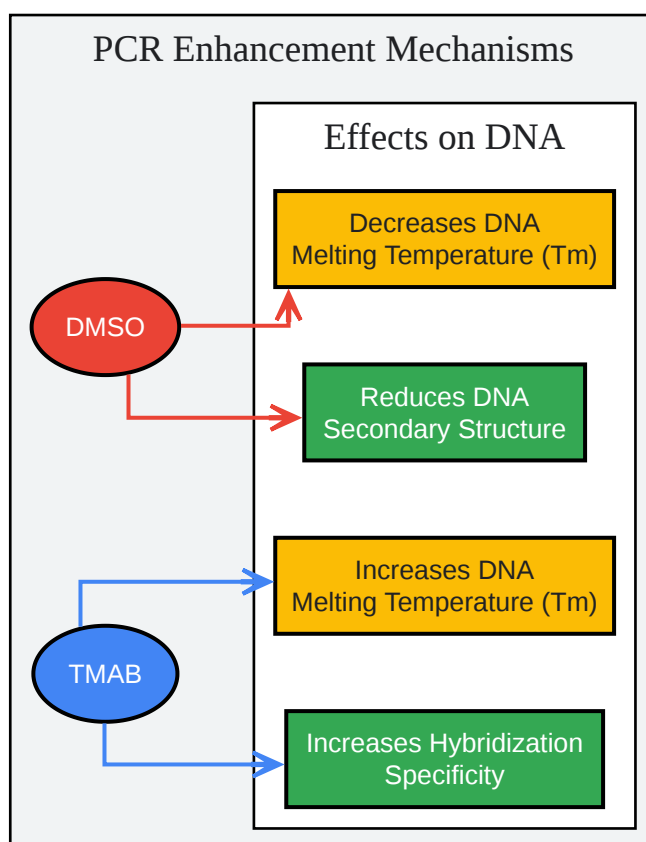 PCR Enhancement Mechanisms
Effects on DNA
Decreases DNA
Melting Temperature (Tm)
DMSO
Reduces DNA
Secondary Structure
Increases DNA
Melting Temperature (Tm)
TMAB
Increases Hybridization
Specificity